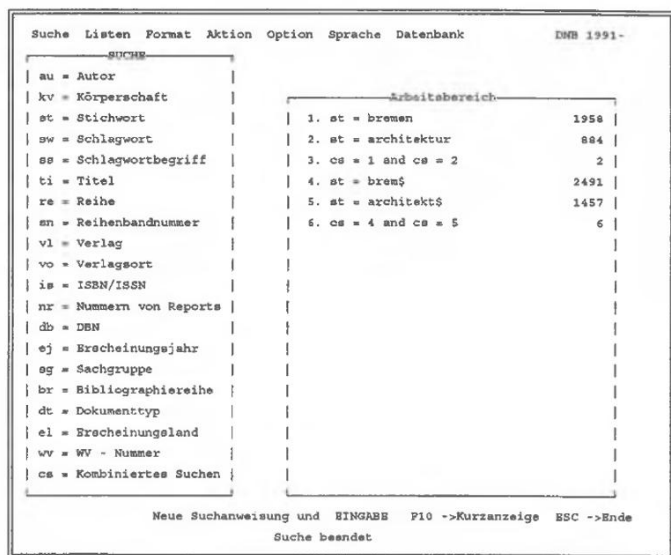 Suche Listen Format Aktion Option Sprache Datenbank DNB 1991-
SUCHE
au = Autor
kv = Körperschaft
st = Stichwort
sw = Schlagwort
ss = Schlagwortbegriff
ti = Titel
re = Reihe
sn = Reihenbandnummer
vl = Verlag
vo = Verlagsort
is = ISBN/ISSN
nr = Nummern von Reports
db = DBN
ej = Erscheinungsjahr
sg = Sachgruppe
br = Bibliographiereihe
dt = Dokumenttyp
el = Erscheinungsland
wv = WV - Nummer
cs = Kombiniertes Suchen
Arbeitsbereich
1. st = bremen 1958
2. st = architektur 884
3. cs = 1 and cs = 2 2
4. st = brem$ 2491
5. st = architekt$ 1457
6. cs = 4 and cs = 5 6
Neue Suchanweisung und EINGABE F10 ->Kurzanzeige ESC ->Ende
Suche beendet